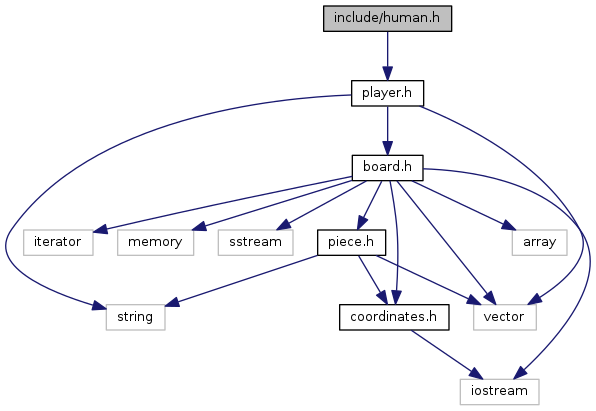 include/human.h
player.h
board.h
iterator
memory
sstream
piece.h
array
string
coordinates.h
vector
iostream